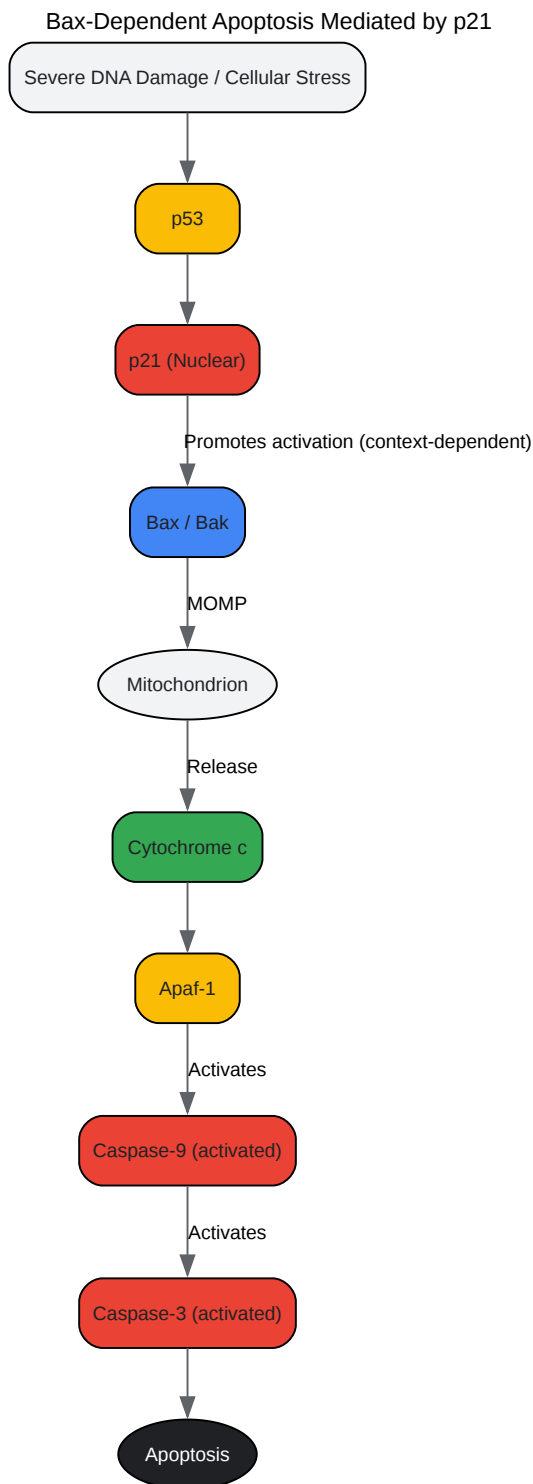 Bax-Dependent Apoptosis Mediated by p21
Severe DNA Damage / Cellular Stress
p53
p21 (Nuclear)
Promotes activation (context-dependent)
Bax / Bak
MOMP
Mitochondrion
Release
Cytochrome c
Apaf-1
Activates
Caspase-9 (activated)
Activates
Caspase-3 (activated)
Apoptosis